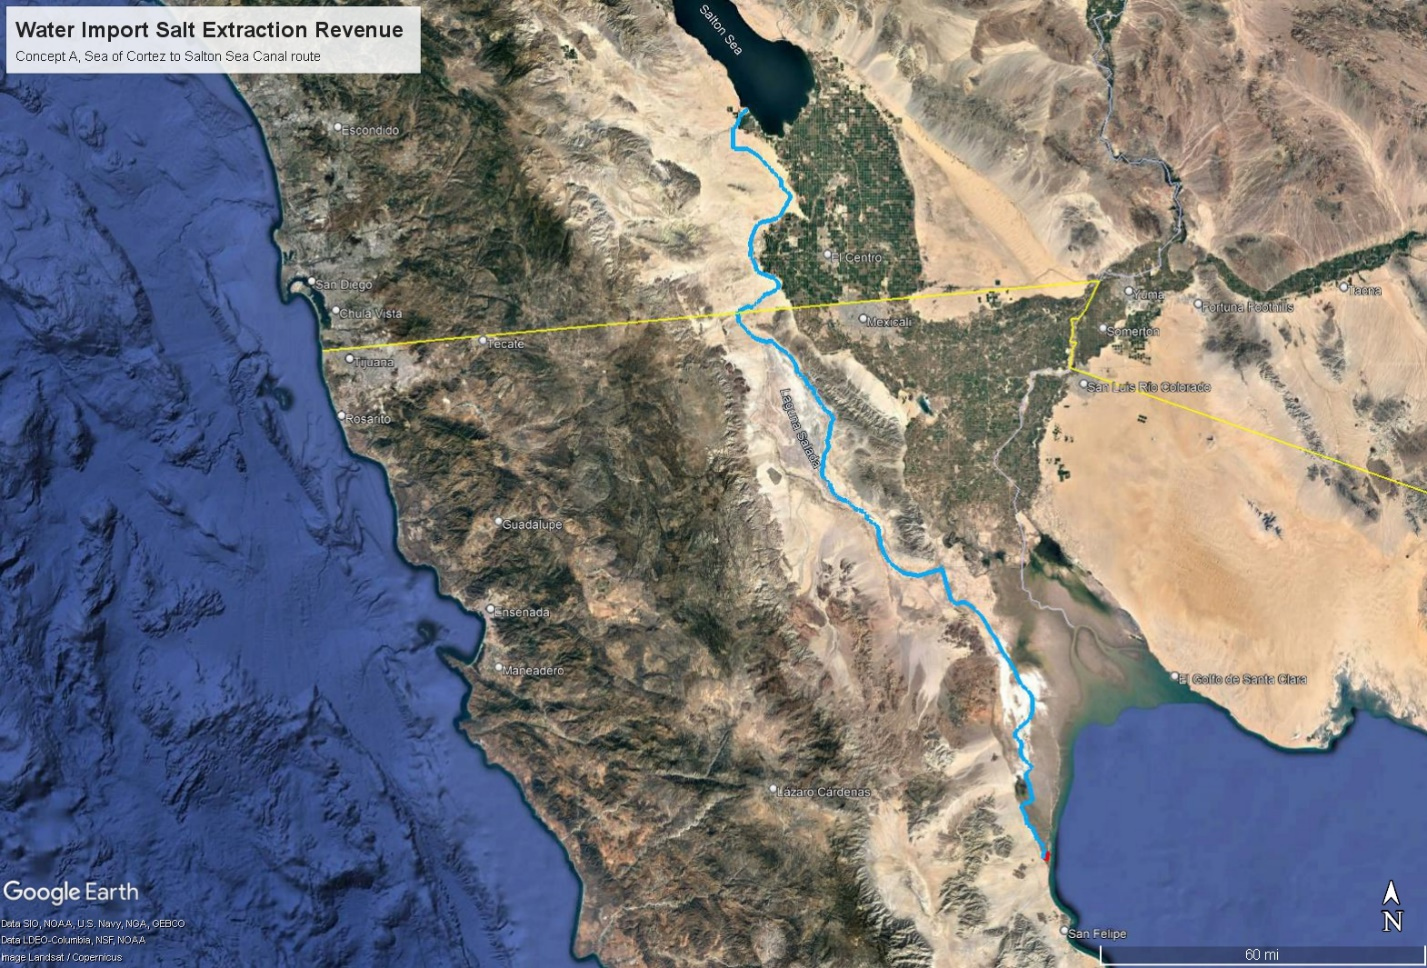 Water Import Salt Extraction Revenue
Concept A, Sea of Cortez to Salton Sea Canal route
Salton Sea
Escondido
El Centro
San Diego
Chula Vista
Mexicali
Yuma
Fortuna Foothills
Tacna
Somerton
Tecate
Tijuana
San Luis Río Colorado
Rosarito
Laguna Salada
Guadalupe
Ensenada
Maneadero
El Golfo de Santa Clara
Lázaro Cárdenas
Google Earth
Data SIO, NOAA, U.S. Navy, NGA, GEBCO
Data LDEO-Columbia, NSF, NOAA
Image Landsat / Copernicus
San Felipe
N
60 mi